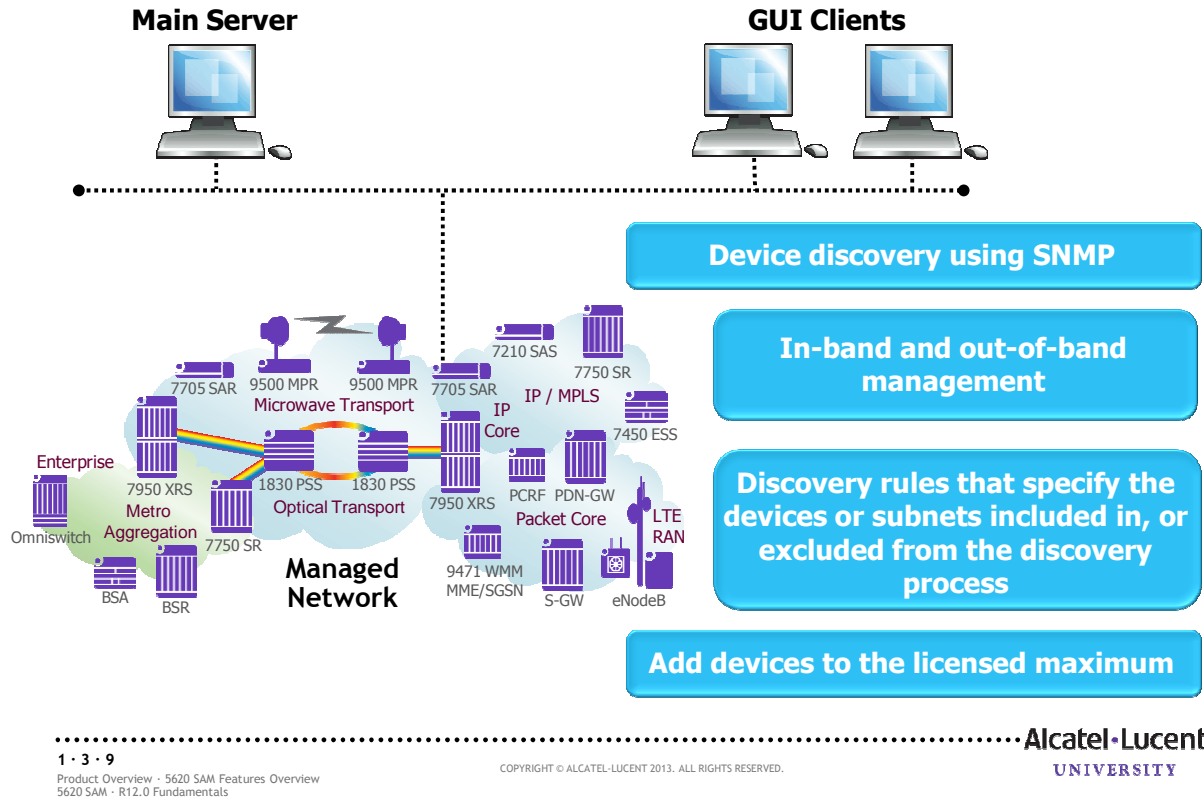 Main Server
GUI Clients
Device discovery using SNMP
In-band and out-of-band
management
Discovery rules that specify the
devices or subnets included in, or
excluded from the discovery
process
Add devices to the licensed maximum
7705 SAR
9500 MPR
9500 MPR
Microwave Transport
7705 SAR
7210 SAS
7750 SR
IP / MPLS
IP
Core
7450 ESS
Enterprise
Omniswitch
7950 XRS
Metro
Aggregation
7750 SR
BSA
BSR
1830 PSS
1830 PSS
Optical Transport
7950 XRS
PCRF
PDN-GW
Packet Core
LTE
RAN
9471 WMM
MME/SGSN
S-GW
eNodeB
Managed
Network
1 · 3 · 9
Product Overview · 5620 SAM Features Overview
5620 SAM · R12.0 Fundamentals
COPYRIGHT © ALCATEL-LUCENT 2013. ALL RIGHTS RESERVED.
Alcatel·Lucent
UNIVERSITY